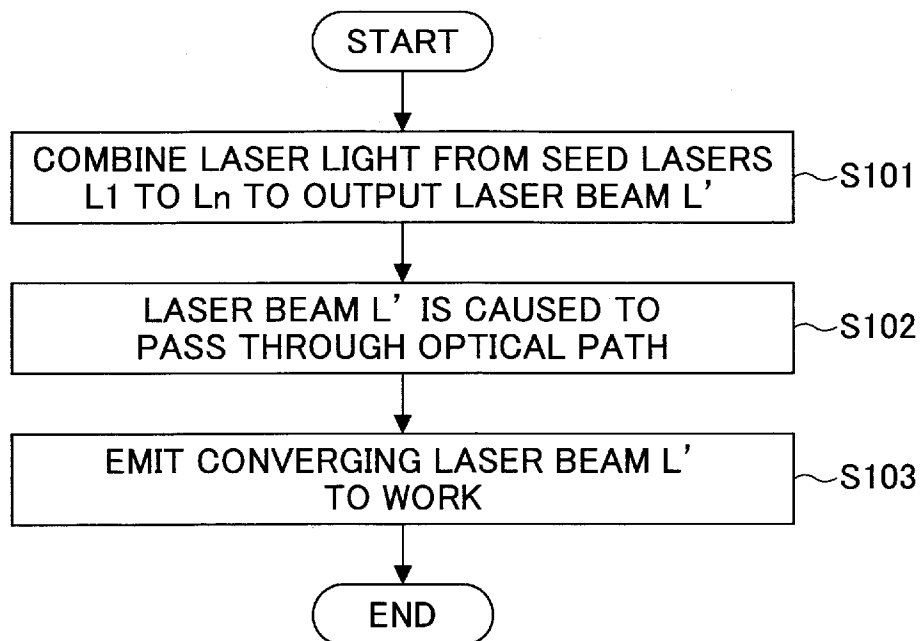 START
COMBINE LASER LIGHT FROM SEED LASERS
L1 TO Ln TO OUTPUT LASER BEAM L'
S101
LASER BEAM L' IS CAUSED TO
PASS THROUGH OPTICAL PATH
S102
EMIT CONVERGING LASER BEAM L'
TO WORK
S103
END